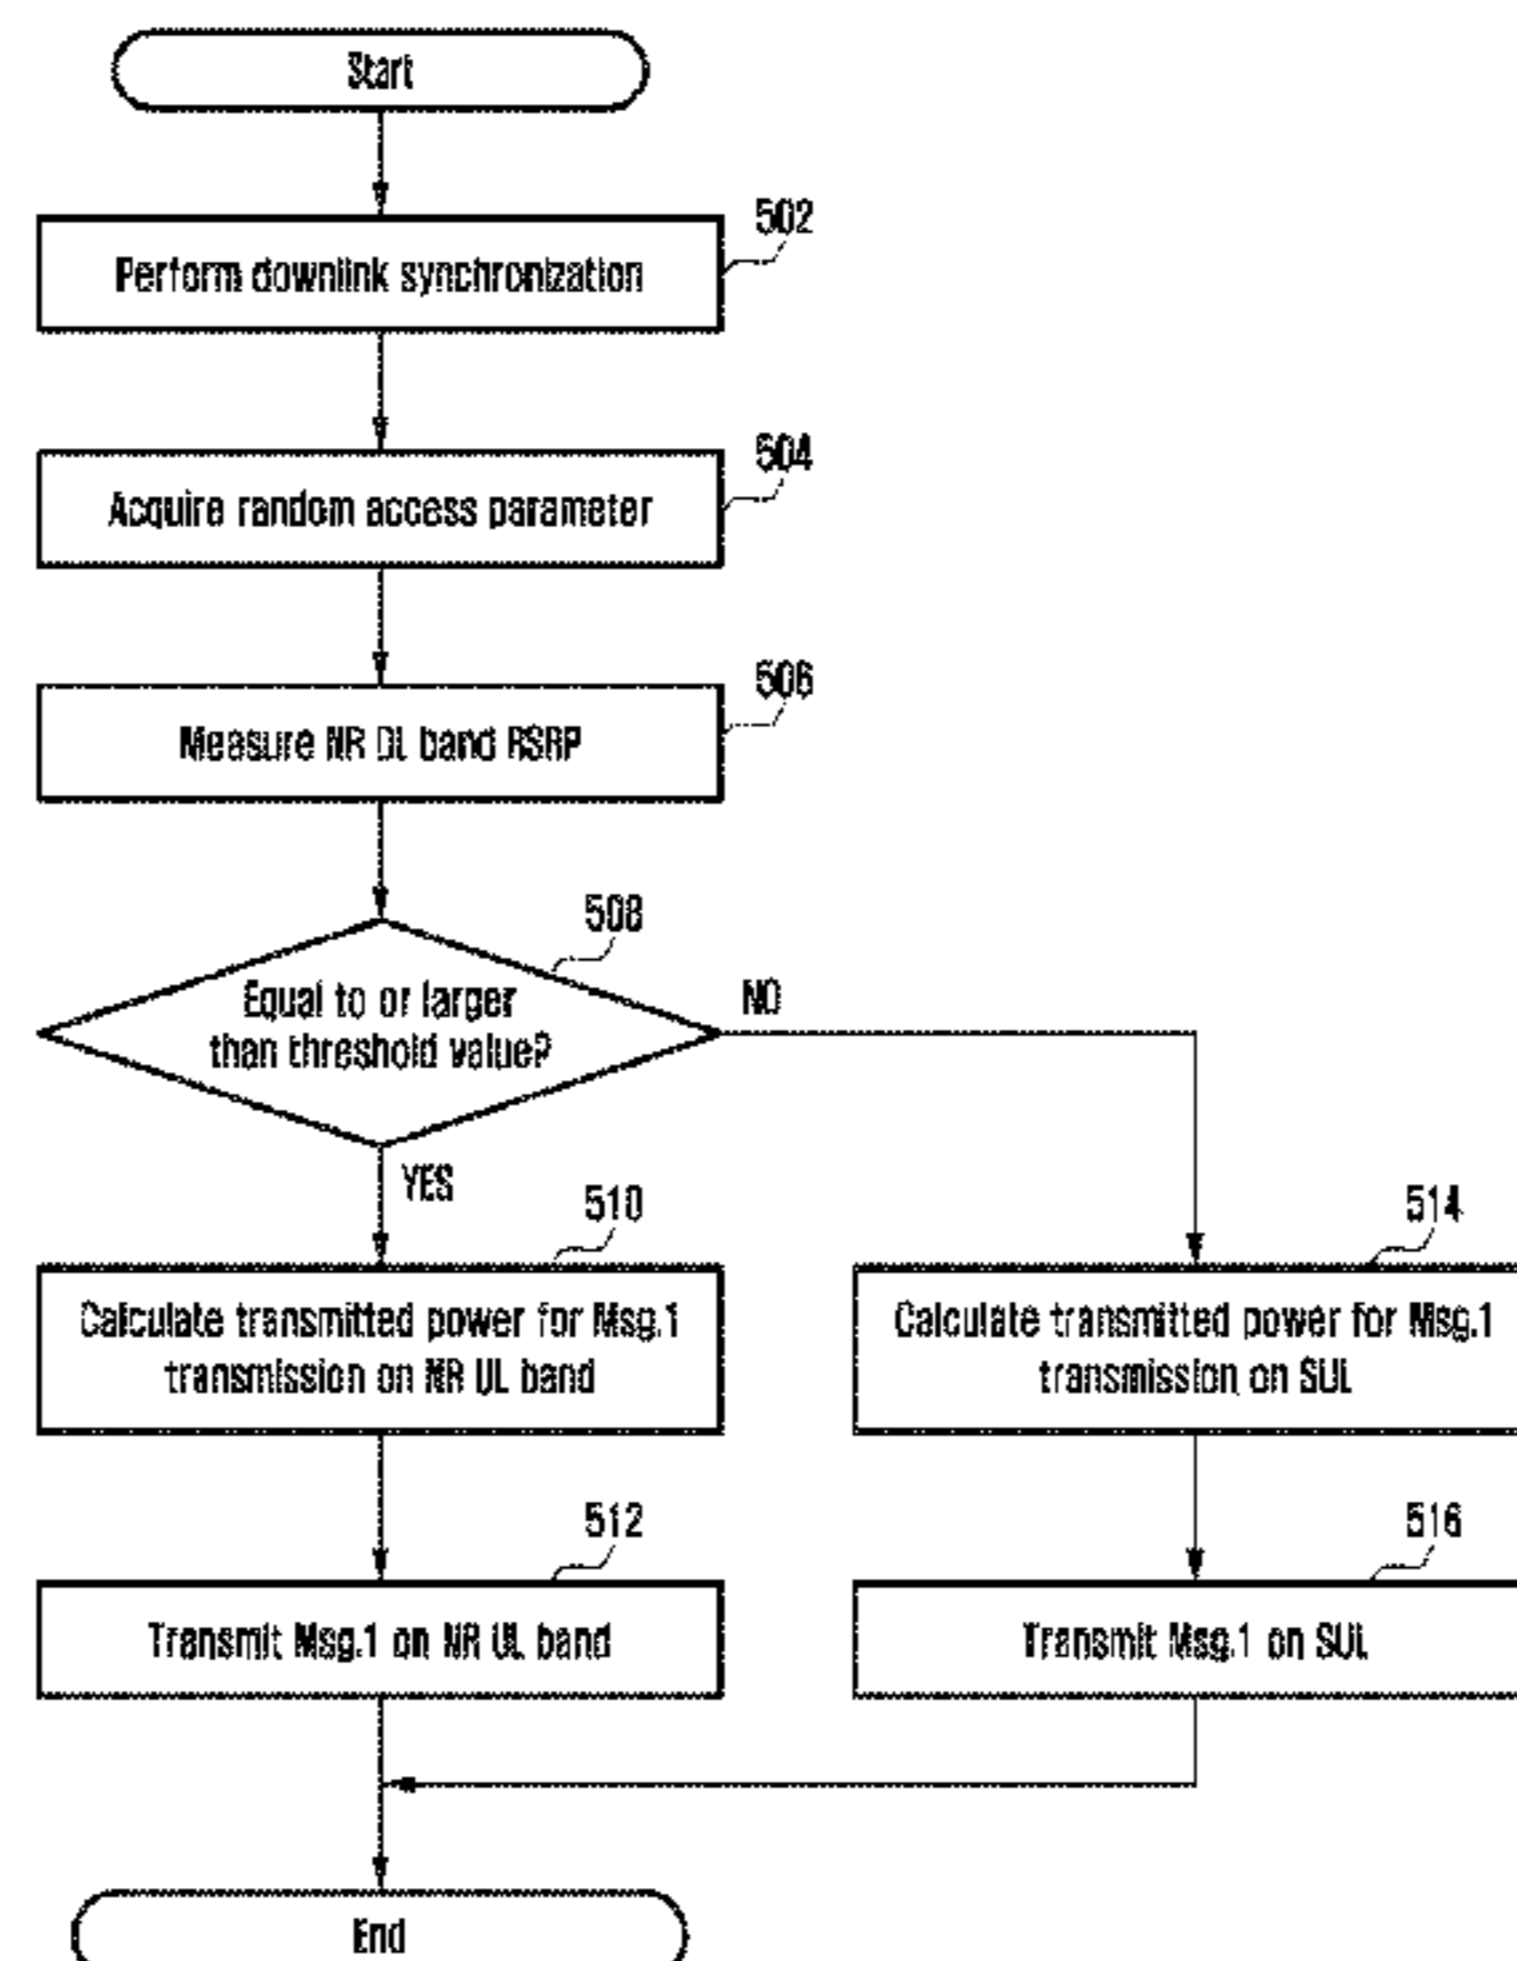 Start
502
Perform downlink synchronization
504
Acquire random access parameter
506
Measure NR DL band RSRP
508
Equal to or larger
than threshold value?
NO
YES
510
Calculate transmitted power for Msg.1
transmission on NR UL band
514
Calculate transmitted power for Msg.1
transmission on SUL
512
Transmit Msg.1 on NR UL band
516
Transmit Msg.1 on SUL
End